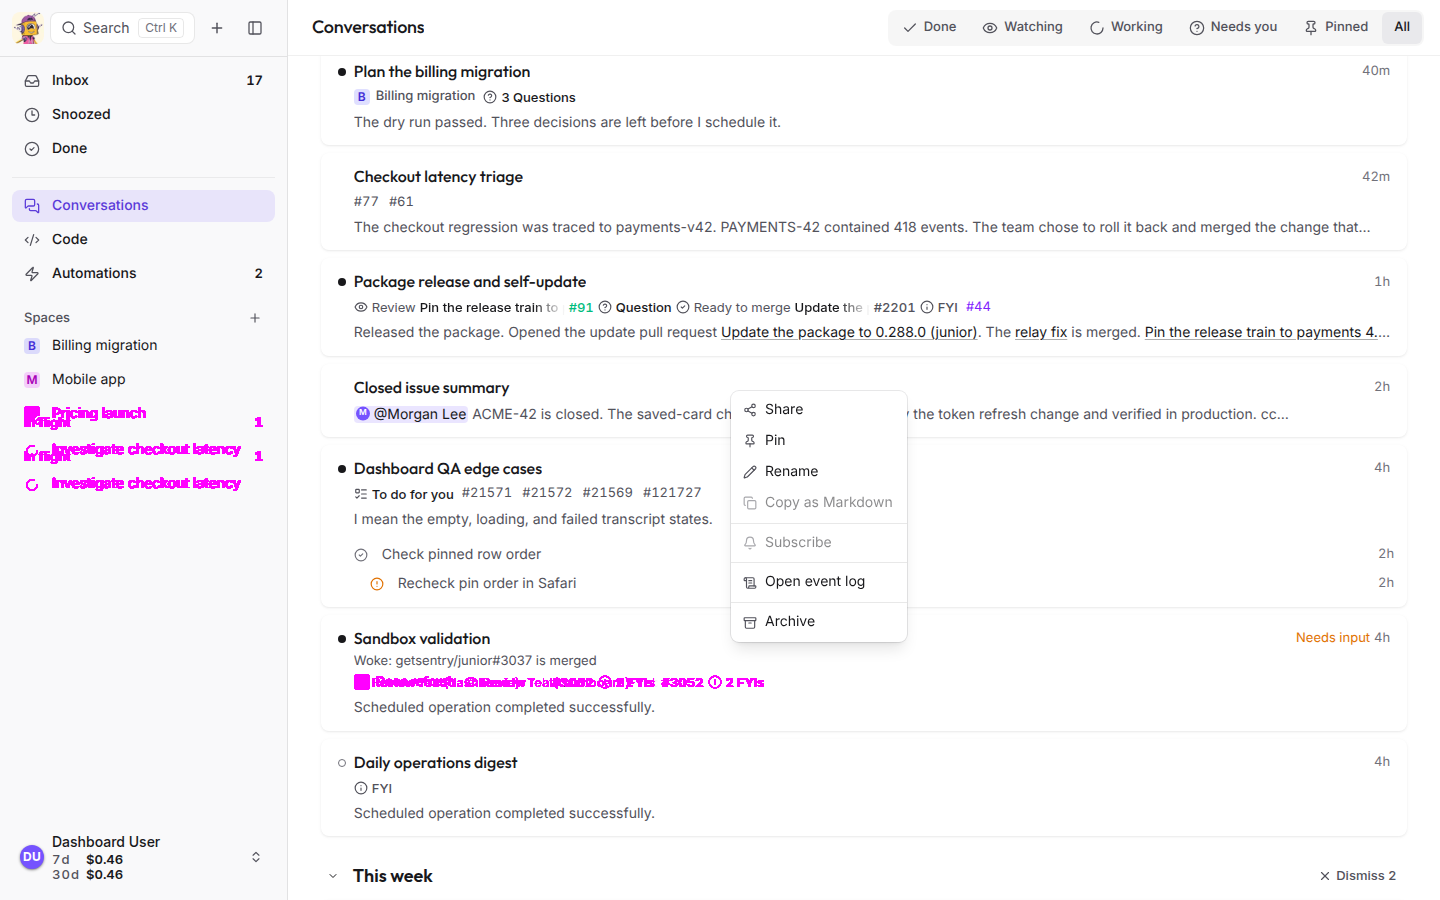 Search Ctrl K
Inbox 17
Snoozed
Done
Conversations
Code
Automations 2
Spaces
B Billing migration
M Mobile app
Pricing launch
In flight 1
Investigate checkout latency
In flight 1
Investigate checkout latency
DU Dashboard User
7d $0.46
30d $0.46
Conversations
Done Watching Working Needs you Pinned All
Plan the billing migration 40m
B Billing migration 3 Questions
The dry run passed. Three decisions are left before I schedule it.
Checkout latency triage 42m
#77 #61
The checkout regression was traced to payments-v42. PAYMENTS-42 contained 418 events. The team chose to roll it back and merged the change that…
Package release and self-update 1h
Review Pin the release train to #91 Question Ready to merge Update the #2201 FYI #44
Released the package. Opened the update pull request Update the package to 0.288.0 (junior). The relay fix is merged. Pin the release train to payments 4.…
Closed issue summary 2h
M @Morgan Lee ACME-42 is closed. The saved-card ch
the token refresh change and verified in production. cc…
Share
Pin
Rename
Copy as Markdown
Subscribe
Open event log
Archive
Dashboard QA edge cases 4h
To do for you #21571 #21572 #21569 #121727
I mean the empty, loading, and failed transcript states.
Check pinned row order 2h
Recheck pin order in Safari 2h
Sandbox validation Needs input 4h
Woke: getsentry/junior#3037 is merged
#3052 2 FYIs
Scheduled operation completed successfully.
Daily operations digest 4h
FYI
Scheduled operation completed successfully.
This week Dismiss 2